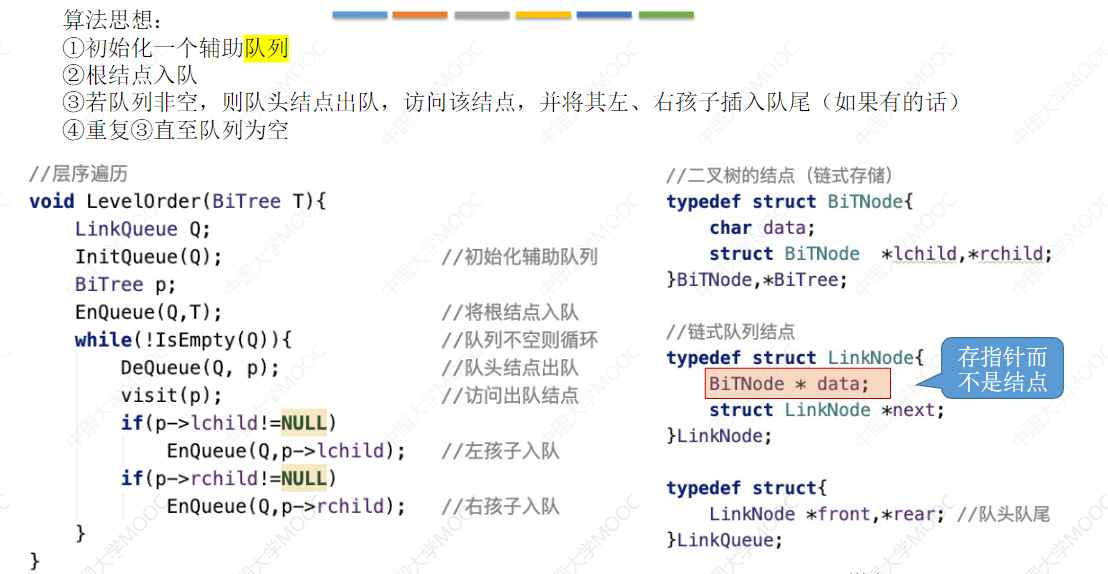 算法思想：
①初始化一个辅助队列
②根结点入队
③若队列非空，则队头结点出队，访问该结点，并将其左、右孩子插入队尾（如果有的话）
④重复③直至队列为空
//层序遍历
void LevelOrder(BiTree T){
LinkQueue Q;
InitQueue(Q); //初始化辅助队列
BiTree p;
EnQueue(Q,T); //将根结点入队
while(!IsEmpty(Q)){ //队列不空则循环
DeQueue(Q, p); //队头结点出队
visit(p); //访问出队结点
if(p->lchild!=NULL)
EnQueue(Q,p->lchild); //左孩子入队
if(p->rchild!=NULL)
EnQueue(Q,p->rchild); //右孩子入队
}
}
//二叉树的结点（链式存储）
typedef struct BiTNode{
char data;
struct BiTNode *lchild,*rchild;
}BiTNode,*BiTree;
//链式队列结点
typedef struct LinkNode{
BiTNode * data;
struct LinkNode *next;
}LinkNode;
typedef struct{
LinkNode *front,*rear; //队头队尾
}LinkQueue;
存指针而
不是结点
中国大学MOOC